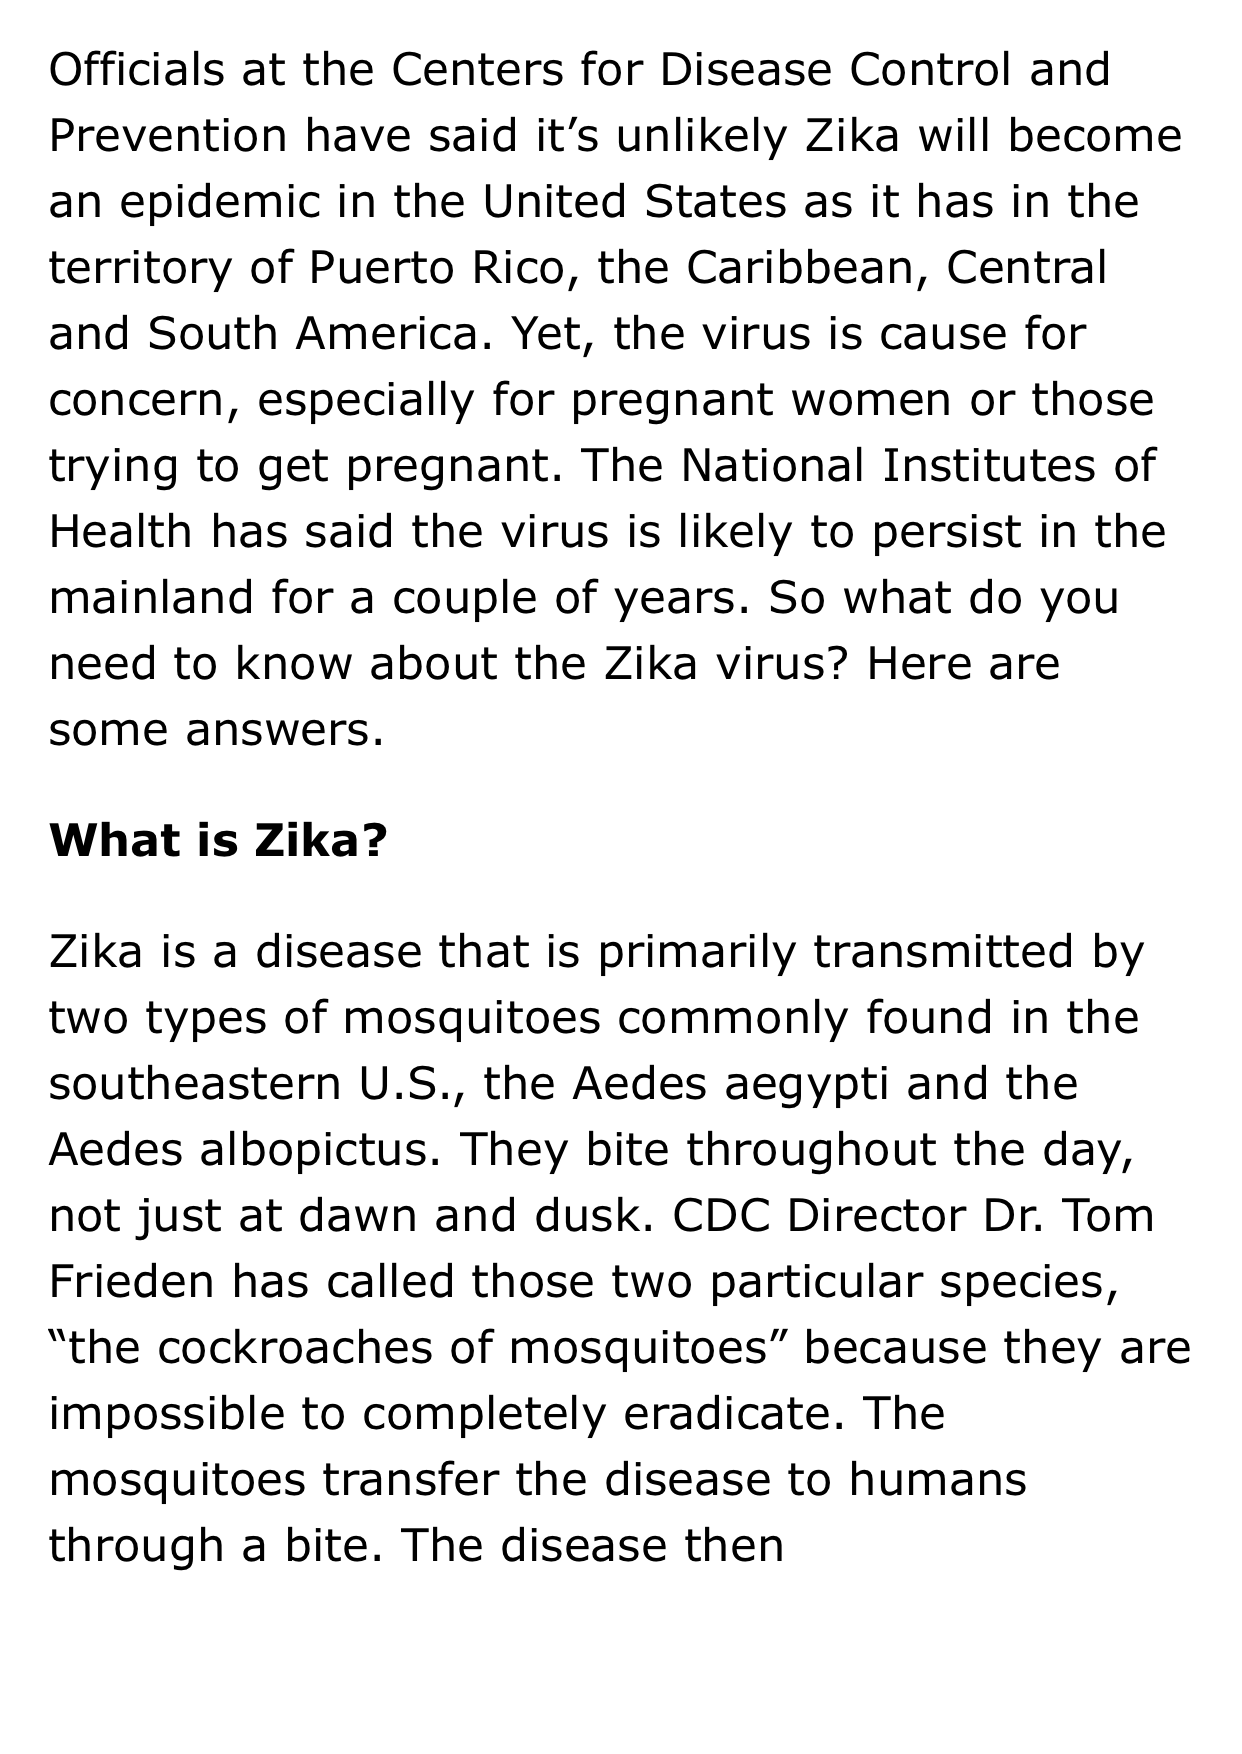 Officials at the Centers for Disease Control and
Prevention have said it’s unlikely Zika will become
an epidemic in the United States as it has in the
territory of Puerto Rico, the Caribbean, Central
and South America. Yet, the virus is cause for
concern, especially for pregnant women or those
trying to get pregnant. The National Institutes of
Health has said the virus is likely to persist in the
mainland for a couple of years. So what do you
need to know about the Zika virus? Here are
some answers.
What is Zika?
Zika is a disease that is primarily transmitted by
two types of mosquitoes commonly found in the
southeastern U.S., the Aedes aegypti and the
Aedes albopictus. They bite throughout the day,
not just at dawn and dusk. CDC Director Dr. Tom
Frieden has called those two particular species,
“the cockroaches of mosquitoes” because they are
impossible to completely eradicate. The
mosquitoes transfer the disease to humans
through a bite. The disease then